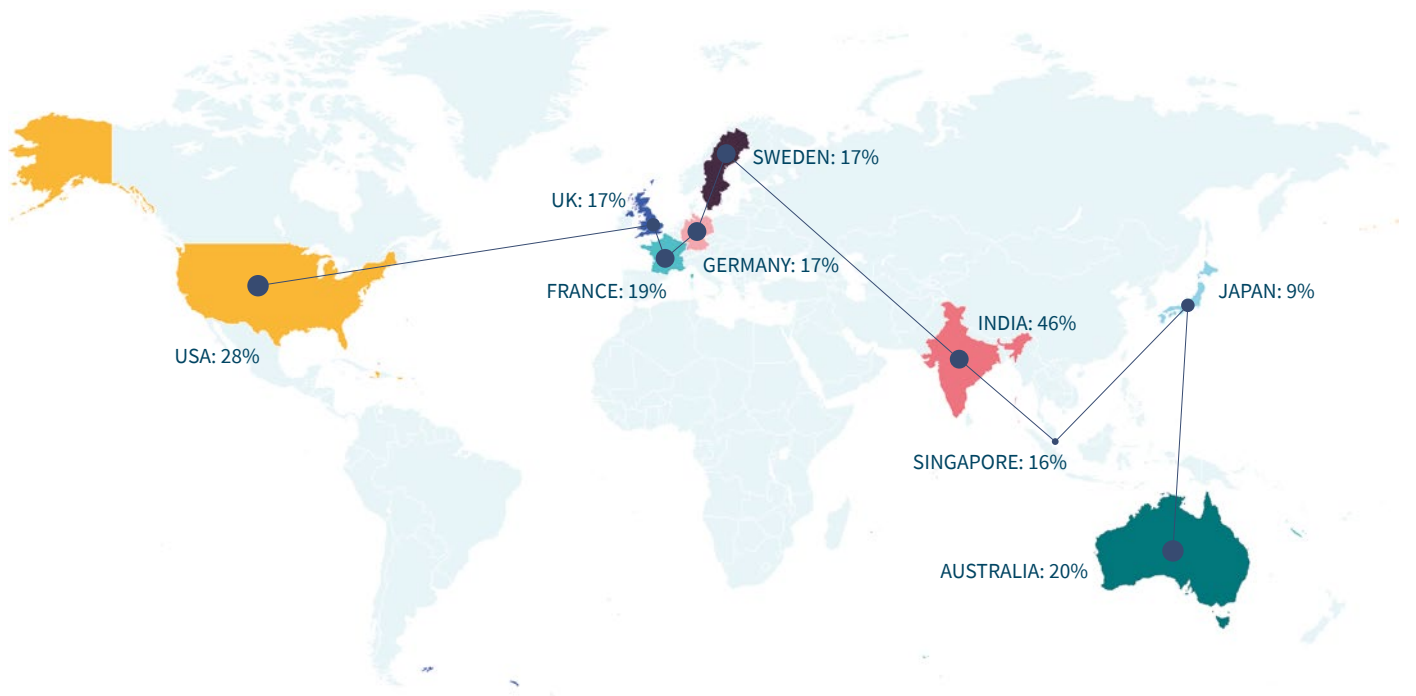 SWEDEN: 17%
UK: 17%
GERMANY: 17%
FRANCE: 19%
JAPAN: 9%
INDIA: 46%
USA: 28%
SINGAPORE: 16%
AUSTRALIA: 20%